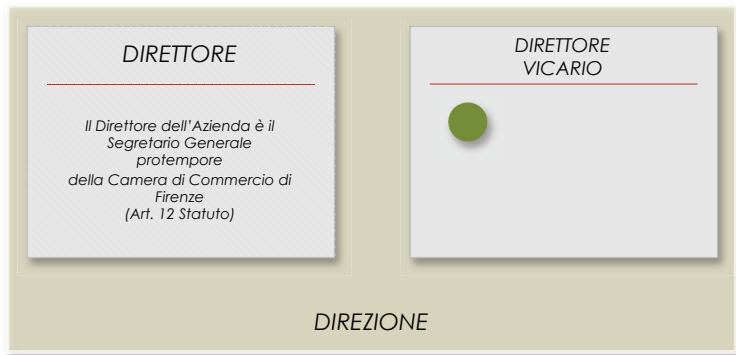 DIRETTORE
Il Direttore dell'Azienda è il
Segretario Generale
protempore
della Camera di Commercio di
Firenze
(Art. 12 Statuto)
DIRETTORE
VICARIO
DIREZIONE